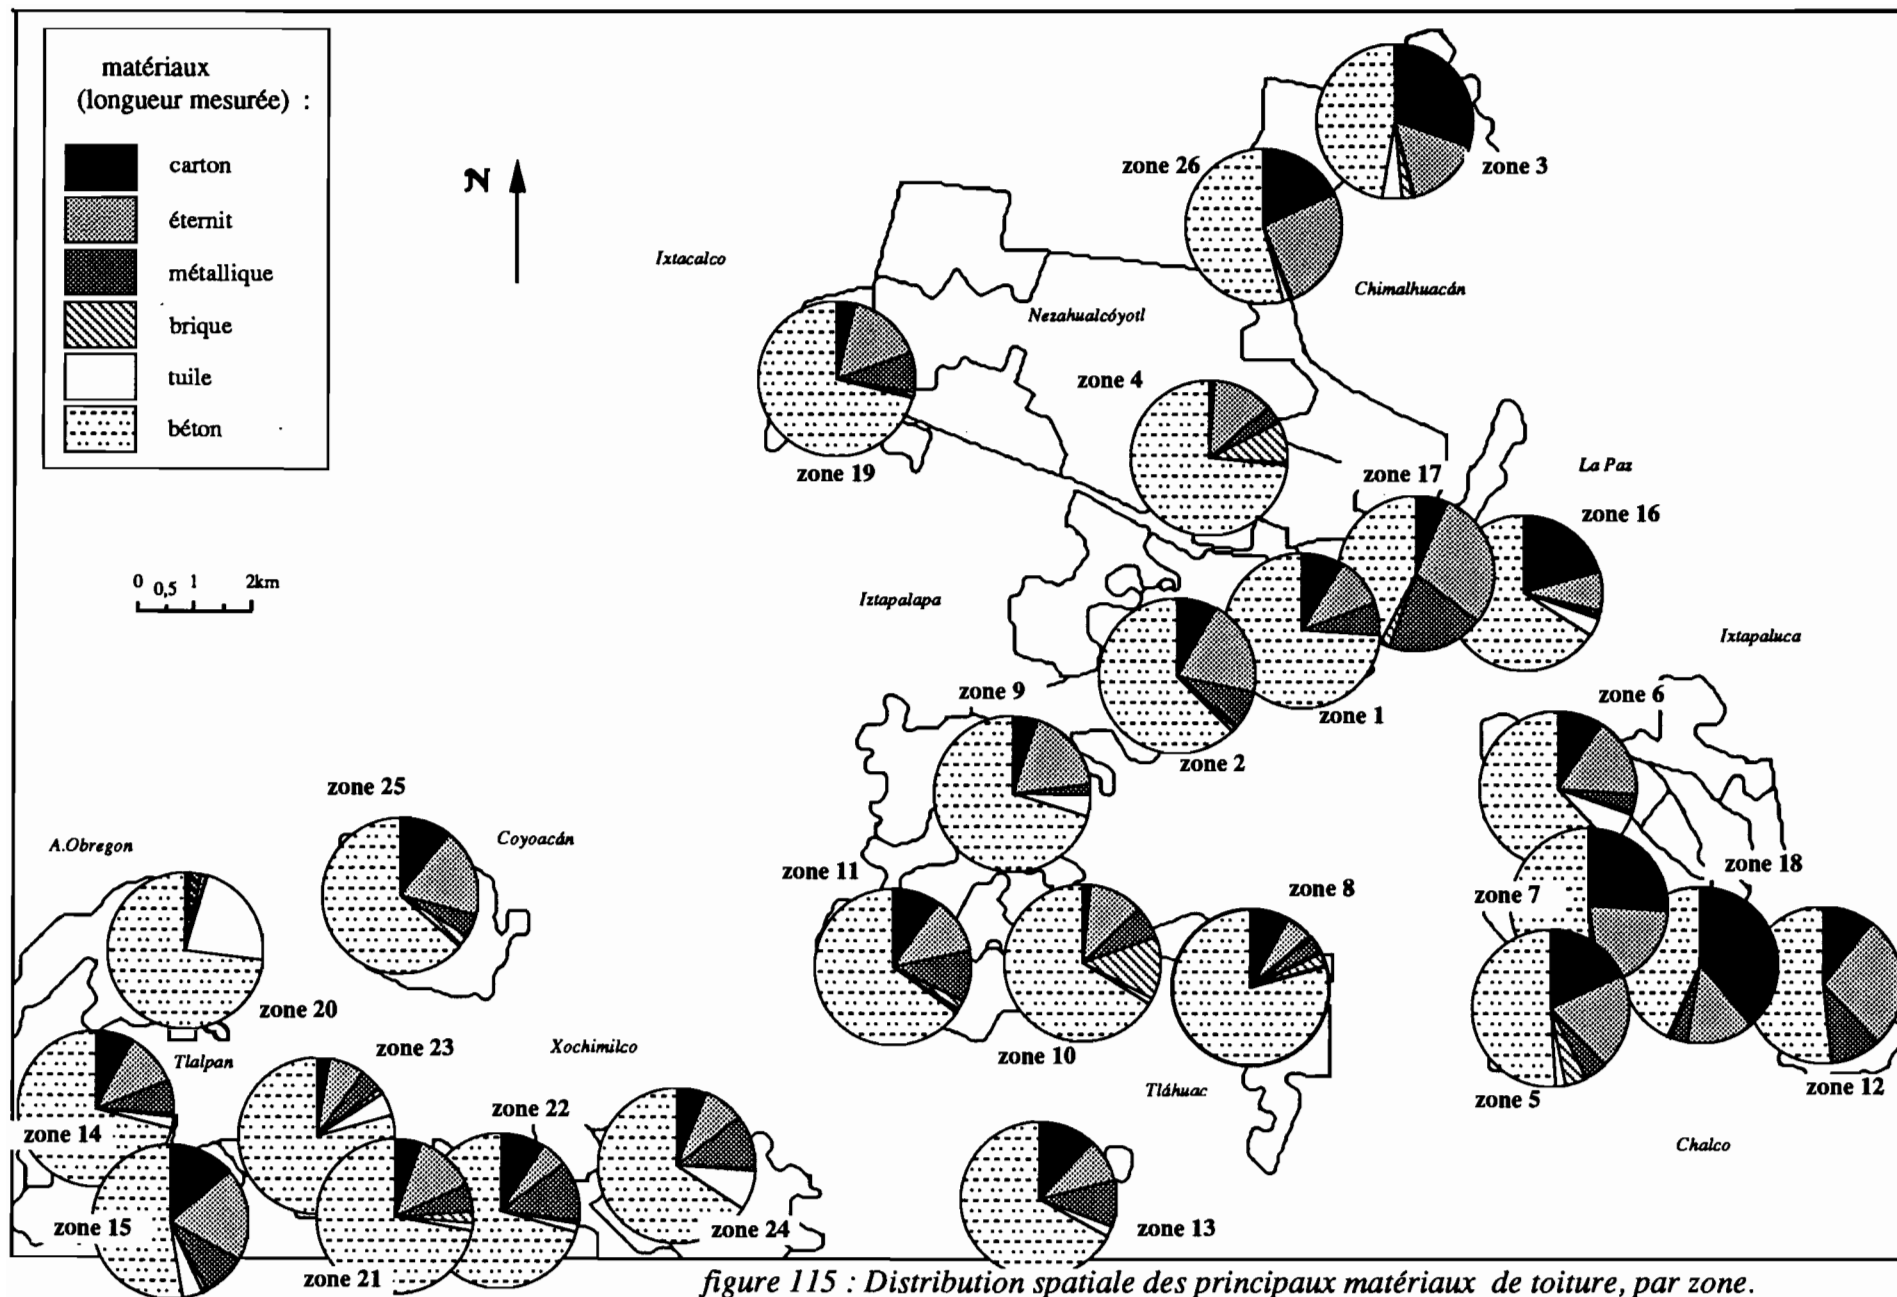 matériaux
(longueur mesurée) :
carton
éternit
métallique
brique
tuile
béton
N
0 0,5 1 2km
zone 3
zone 26
Ixtacalco
Chimalhuacán
Nezahualcóyotl
zone 4
zone 19
zone 17
La Paz
zone 16
Iztapalapa
Ixtapaluca
zone 9
zone 6
zone 1
zone 2
zone 25
A.Obregon
Coyoacán
zone 11
zone 8
zone 7
zone 18
zone 20
zone 23
Xochimilco
zone 10
Tlalpan
Tláhuac
zone 5
zone 12
zone 22
zone 14
Chalco
zone 15
zone 24
zone 13
zone 21
figure 115 : Distribution spatiale des principaux matériaux de toiture, par zone.